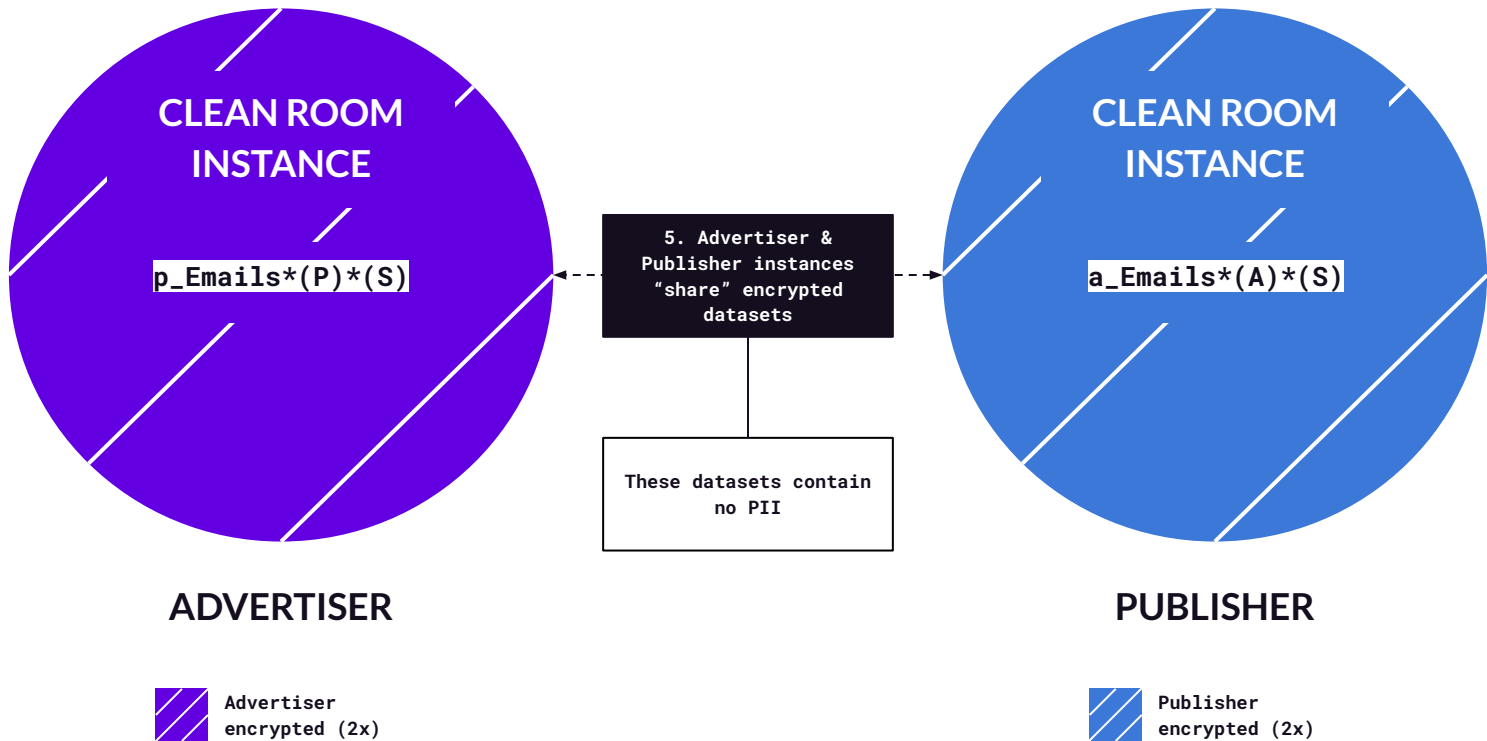 CLEAN ROOM
INSTANCE
p_Emails*(P)*(S)
5. Advertiser &
Publisher instances
“share” encrypted
datasets
These datasets contain
no PII
CLEAN ROOM
INSTANCE
a_Emails*(A)*(S)
ADVERTISER
PUBLISHER
Advertiser
encrypted (2x)
Publisher
encrypted (2x)